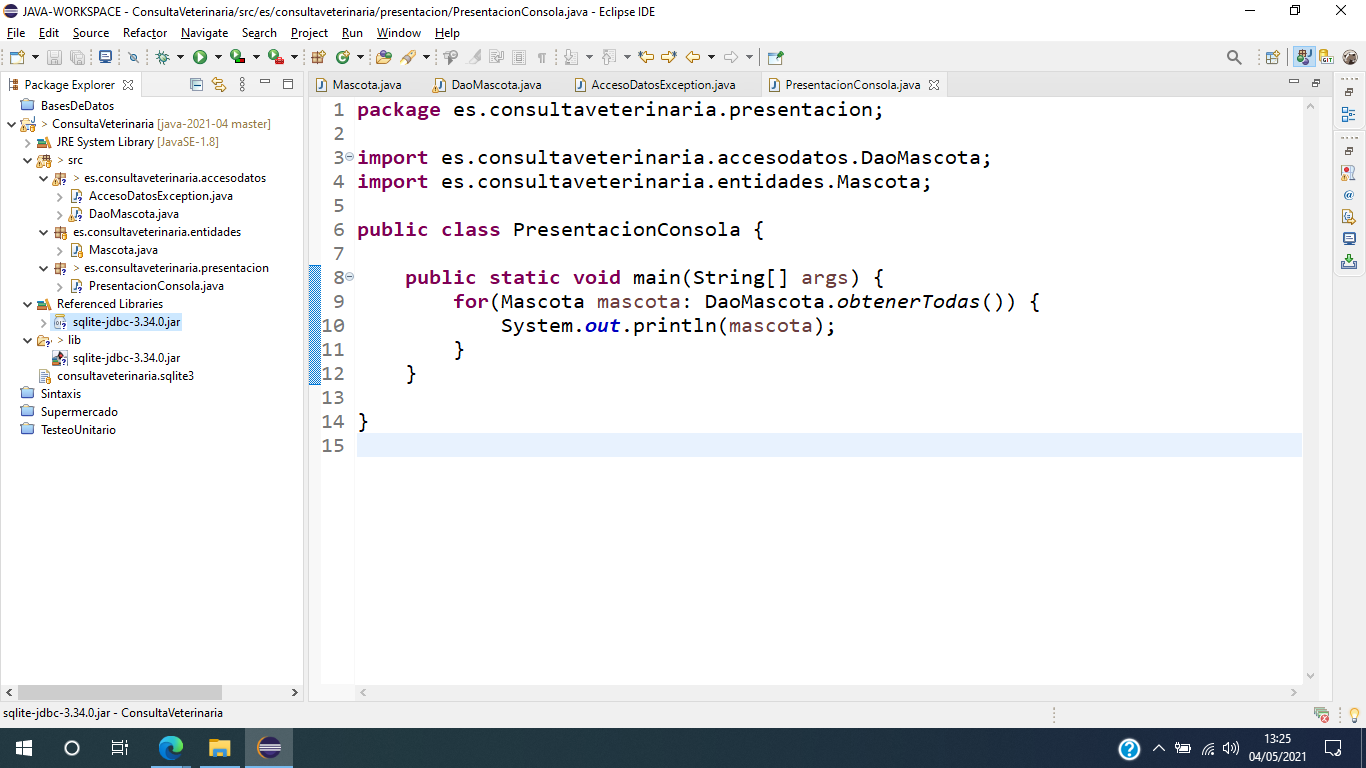 JAVA-WORKSPACE - ConsultaVeterinaria/src/es/consultaveterinaria/presentacion/PresentacionConsola.java - Eclipse IDE
File Edit Source Refactor Navigate Search Project Run Window Help
Package Explorer
BasesDeDatos
> ConsultaVeterinaria [java-2021-04 master]
JRE System Library [JavaSE-1.8]
> src
> es.consultaveterinaria.accesodatos
AccesoDatosException.java
DaoMascota.java
es.consultaveterinaria.entidades
Mascota.java
> es.consultaveterinaria.presentacion
PresentacionConsola.java
Referenced Libraries
sqlite-jdbc-3.34.0.jar
> lib
sqlite-jdbc-3.34.0.jar
consultaveterinaria.sqlite3
Sintaxis
Supermercado
TesteoUnitario
Mascota.java DaoMascota.java AccesoDatosException.java PresentacionConsola.java
1 package es.consultaveterinaria.presentacion;
2
3 import es.consultaveterinaria.accesodatos.DaoMascota;
4 import es.consultaveterinaria.entidades.Mascota;
5
6 public class PresentacionConsola {
7
8 public static void main(String[] args) {
9 for(Mascota mascota: DaoMascota.obtenerTodas()) {
10 System.out.println(mascota);
11 }
12 }
13
14 }
15
sqlite-jdbc-3.34.0.jar - ConsultaVeterinaria
13:25
04/05/2021